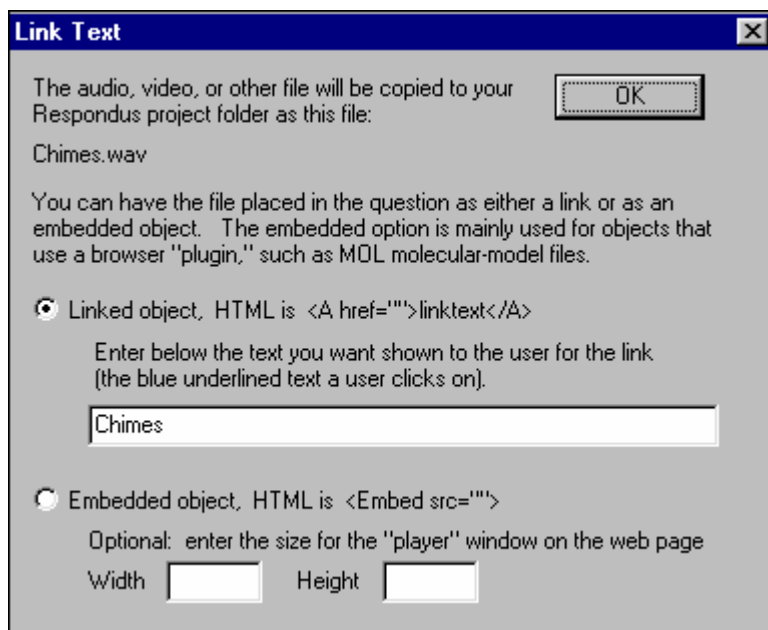 Link Text
The audio, video, or other file will be copied to your
Respondus project folder as this file:
OK
Chimes.wav
You can have the file placed in the question as either a link or as an
embedded object.   The embedded option is mainly used for objects that
use a browser "plugin," such as MOL molecular-model files.
Linked object,  HTML is  <A href="">linktext</A>
Enter below the text you want shown to the user for the link
(the blue underlined text a user clicks on).
Chimes
Embedded object,  HTML is  <Embed src="">
Optional:  enter the size for the "player" window on the web page
Width Height